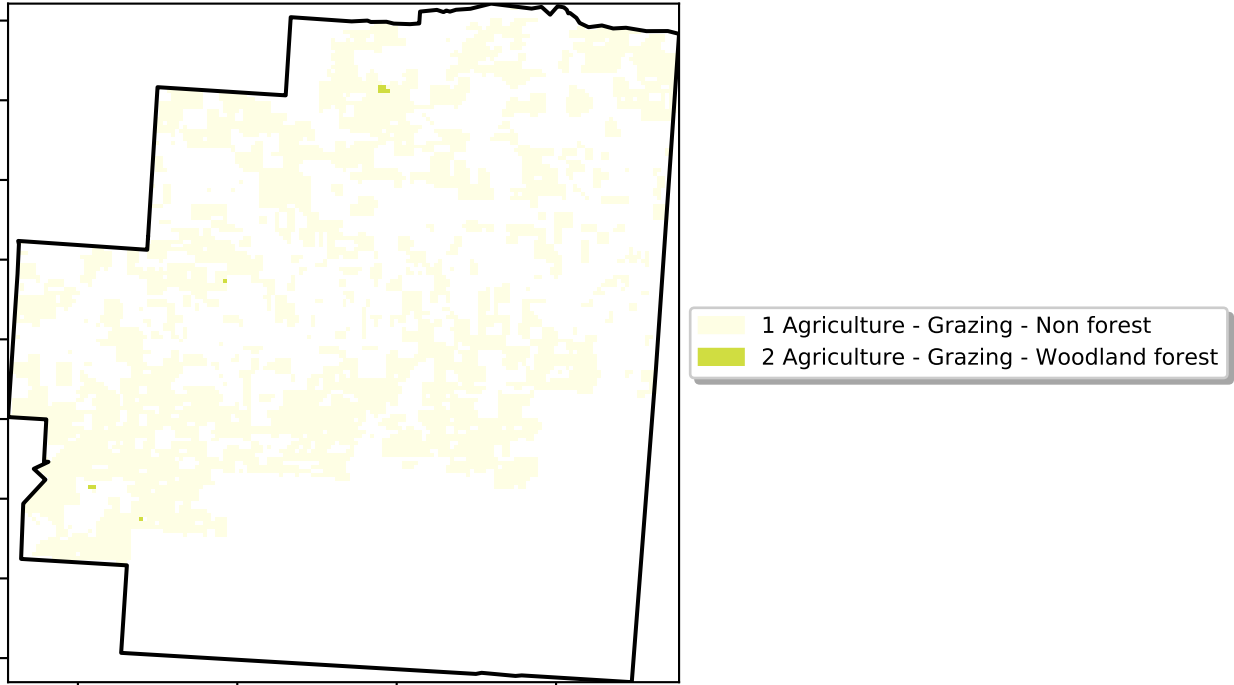 1 Agriculture - Grazing - Non forest
2 Agriculture - Grazing - Woodland forest